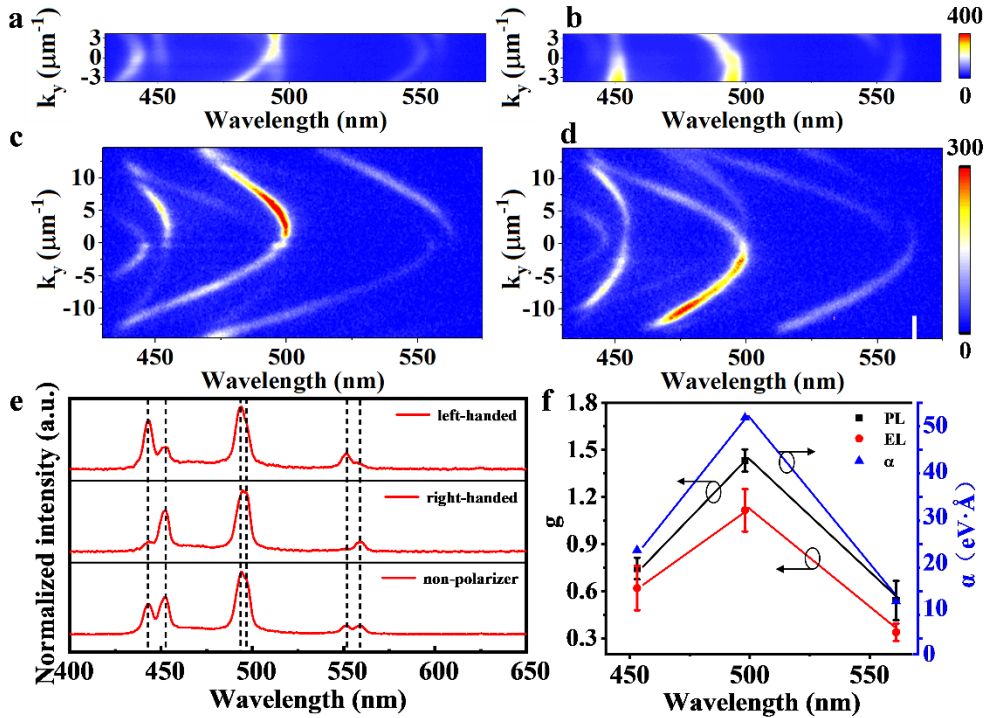 a
b
400
0
3
0
-3
k_y (μm⁻¹)
450
500
550
Wavelength (nm)
3
0
-3
k_y (μm⁻¹)
450
500
550
Wavelength (nm)
c
d
300
0
10
5
0
-5
-10
k_y (μm⁻¹)
450
500
550
Wavelength (nm)
10
5
0
-5
-10
k_y (μm⁻¹)
450
500
550
Wavelength (nm)
e
Normalized intensity (a.u.)
left-handed
right-handed
non-polarizer
400
450
500
550
600
650
Wavelength (nm)
f
1.8
1.5
1.2
0.9
0.6
0.3
g
PL
EL
α
50
40
30
20
10
0
α (eV·Å)
450
500
550
Wavelength (nm)